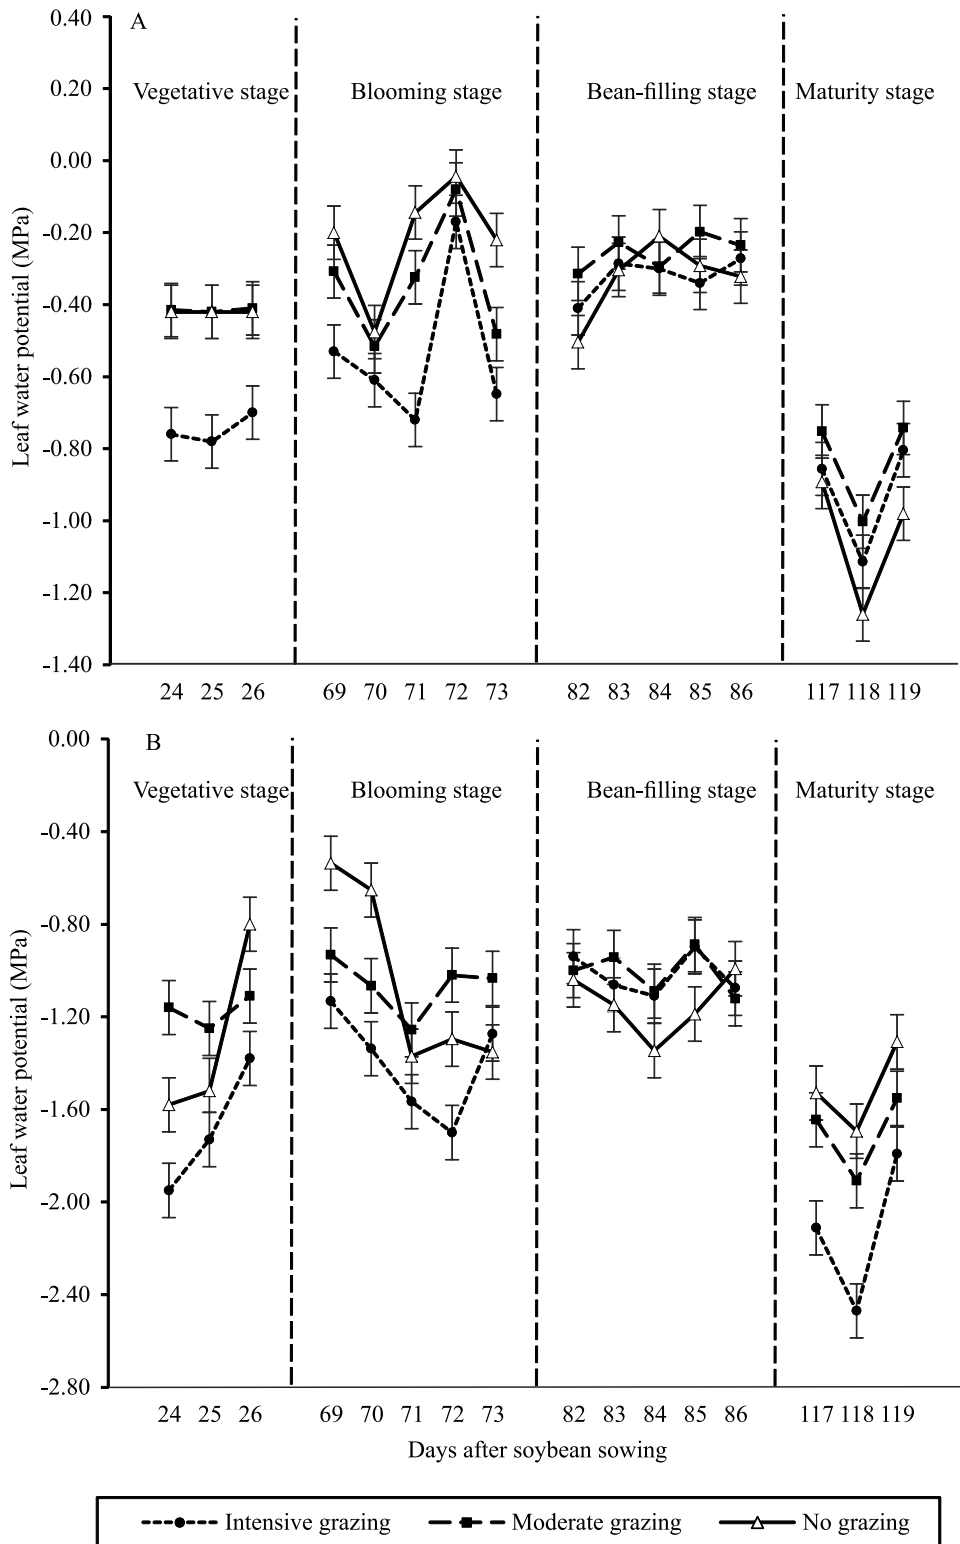 0.40
A
0.20
Vegetative stage
Blooming stage
Bean-filling stage
Maturity stage
0.00
-0.20
-0.40
-0.60
-0.80
-1.00
-1.20
-1.40
Leaf water potential (MPa)
24 25 26 69 70 71 72 73 82 83 84 85 86 117 118 119
0.00
B
Vegetative stage
Blooming stage
Bean-filling stage
Maturity stage
-0.40
-0.80
-1.20
-1.60
-2.00
-2.40
-2.80
Leaf water potential (MPa)
24 25 26 69 70 71 72 73 82 83 84 85 86 117 118 119
Days after soybean sowing
Intensive grazing
Moderate grazing
No grazing